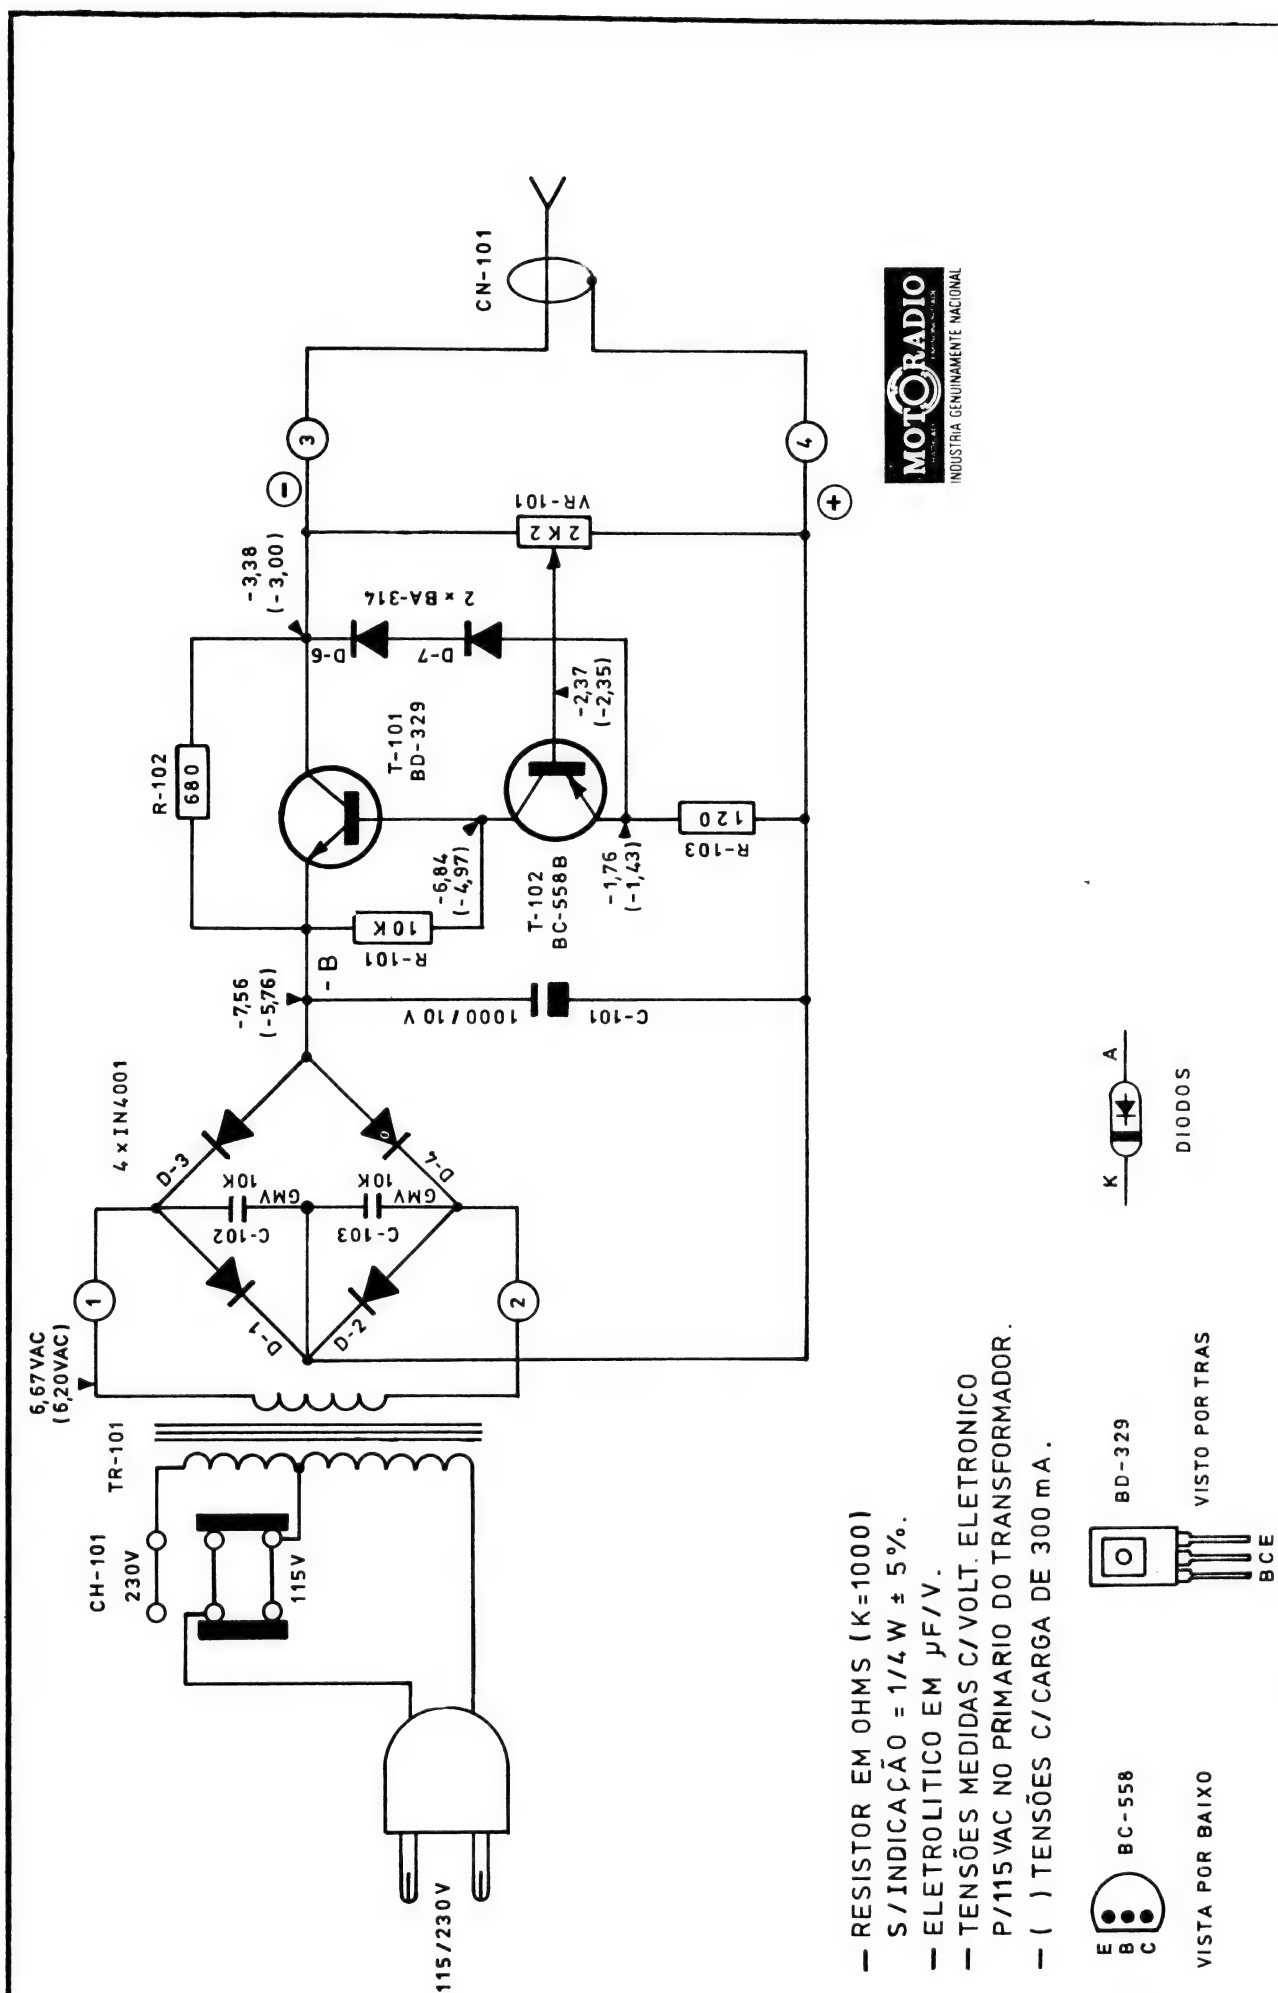 115/230V
CH-101
230V
115V
TR-101
6,67VAC
(6,20VAC)
1
2
4 x IN4001
D-3
D-1
D-2
D-4
10K
GMV
C-102
10K
GMV
C-103
-7,56
(-5,76)
- B
1000/10 V
C-101
R-102
680
10K
R-101
T-101
BD-329
-6,84
(-4,97)
T-102
BC-558B
-1,76
(-1,43)
120
R-103
-3,38
(-3,00)
D-6
D-7
2 x BA-314
-2,37
(-2,35)
VR-101
2K2
3
4
CN-101
— RESISTOR EM OHMS (K=1000)
S/INDICAÇÃO = 1/4 W ± 5%.
— ELETROLITICO EM µF/V.
— TENSÕES MEDIDAS C/VOLT. ELETRONICO
P/115 VAC NO PRIMARIO DO TRANSFORMADOR.
— ( ) TENSÕES C/CARGA DE 300 mA.
E
B
C
BC-558
VISTA POR BAIXO
BD-329
BCE
VISTO POR TRAS
K
A
DIODOS
MOTORADIO
INDUSTRIA GENUINAMENTE NACIONAL